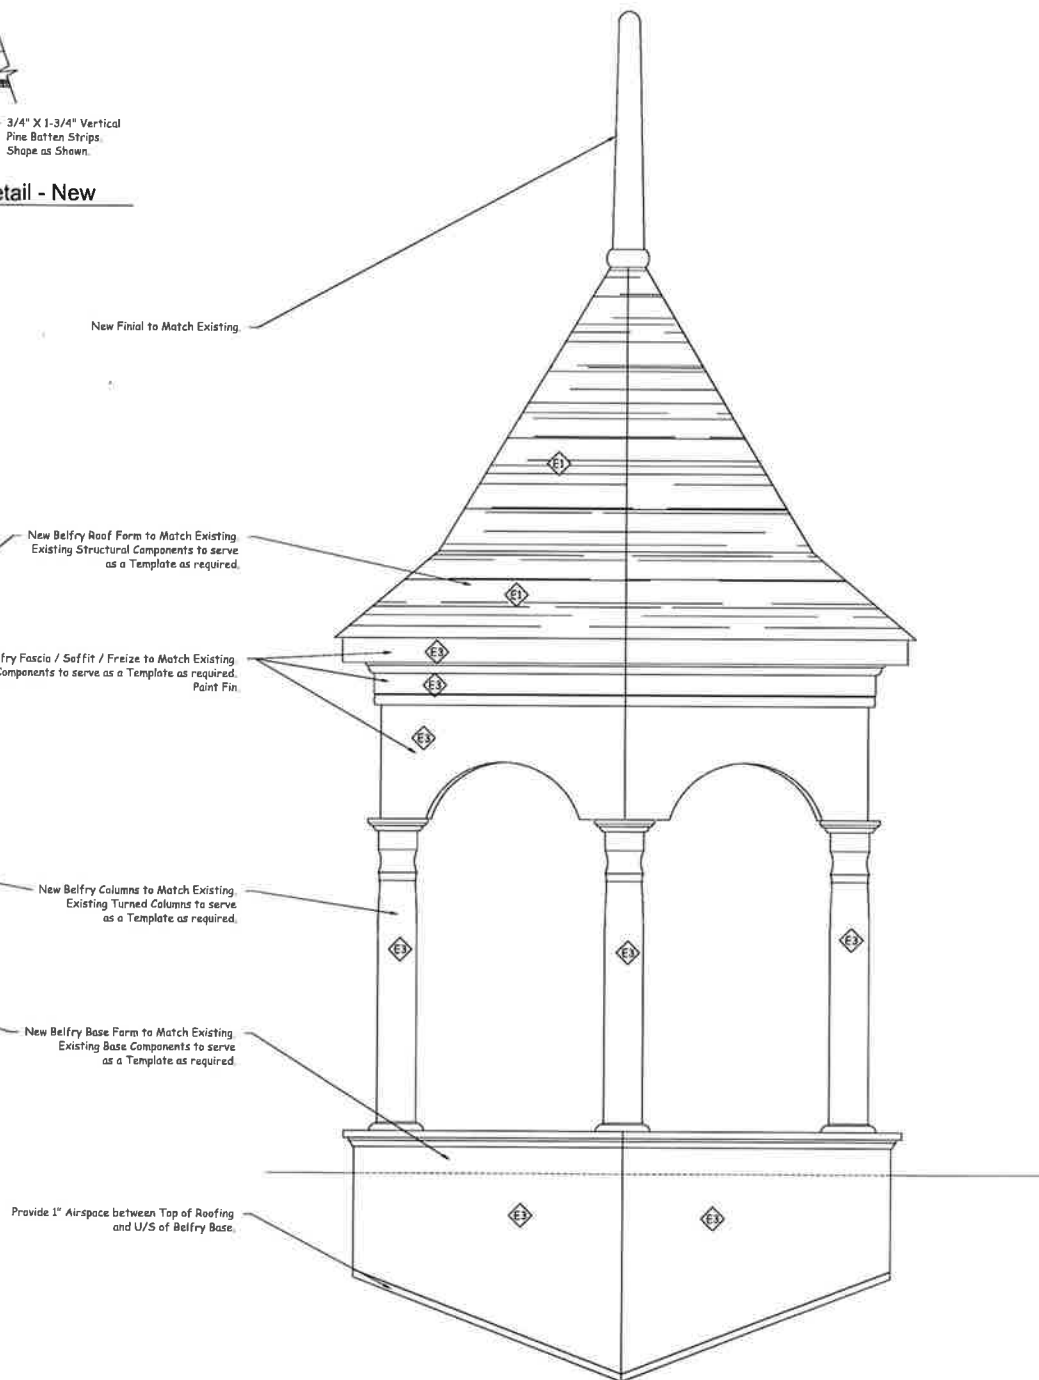 3/4" X 1-3/4" Vertical
Pine Batten Strips.
Shape as Shown.
etail - New
New Finial to Match Existing.
E1
New Belfry Roof Form to Match Existing.
Existing Structural Components to serve
as a Template as required.
E1
fry Fascia / Soffit / Freize to Match Existing
Components to serve as a Template as required.
Paint Fin.
E3
E3
E3
New Belfry Columns to Match Existing.
Existing Turned Columns to serve
as a Template as required.
E3
E3
E3
New Belfry Base Form to Match Existing.
Existing Base Components to serve
as a Template as required.
Provide 1" Airspace between Top of Roofing
and U/S of Belfry Base.
E3
E3